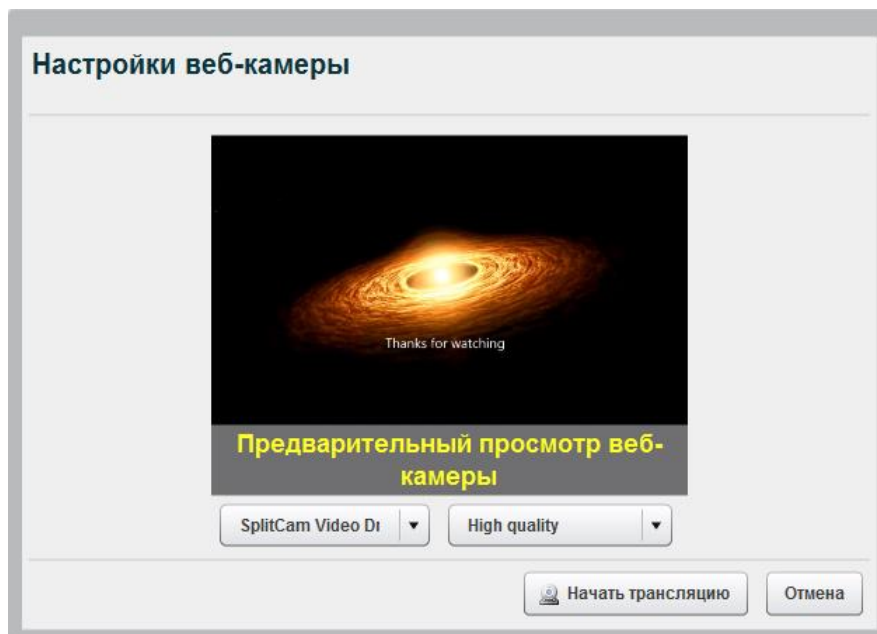 Настройки веб-камеры
Thanks for watching
Предварительный просмотр веб-
камеры
SplitCam Video Dr
High quality
Начать трансляцию
Отмена